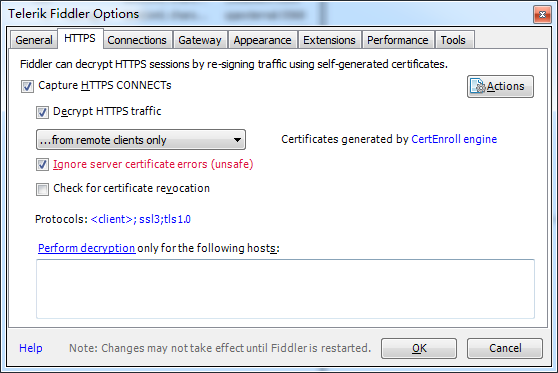 Telerik Fiddler Options
General HTTPS Connections Gateway Appearance Extensions Performance Tools
Fiddler can decrypt HTTPS sessions by re-signing traffic using self-generated certificates.
Capture HTTPS CONNECTs
Actions
Decrypt HTTPS traffic
...from remote clients only
Certificates generated by CertEnroll engine
Ignore server certificate errors (unsafe)
Check for certificate revocation
Protocols: <client>; ssl3;tls1.0
Perform decryption only for the following hosts:
Help
Note: Changes may not take effect until Fiddler is restarted.
OK
Cancel